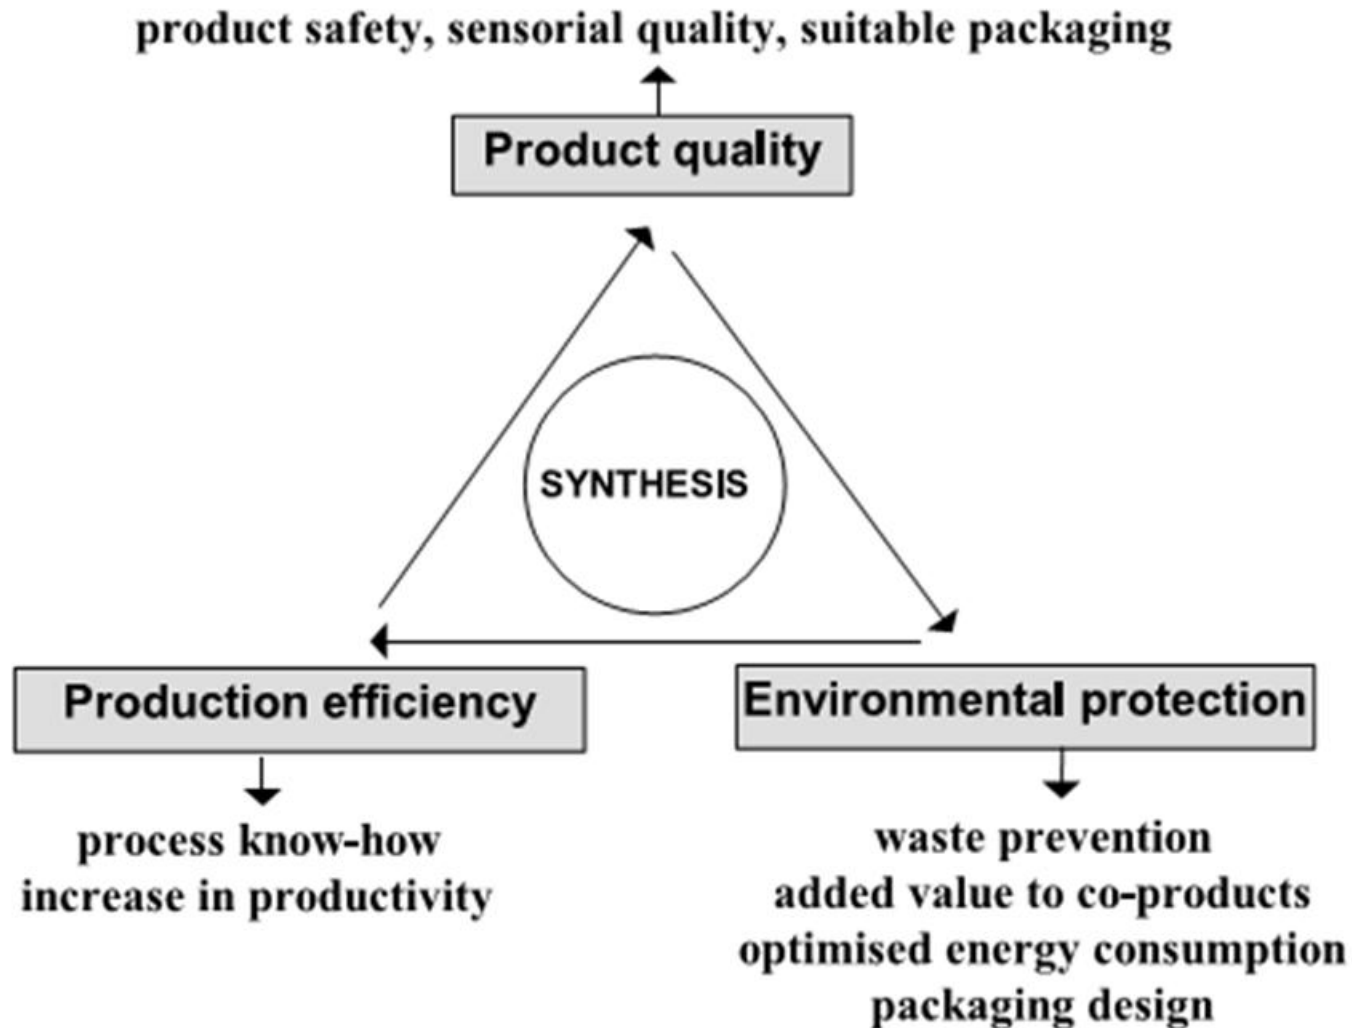 product safety, sensorial quality, suitable packaging
Product quality
SYNTHESIS
Production efficiency
process know-how
increase in productivity
Environmental protection
waste prevention
added value to co-products
optimised energy consumption
packaging design